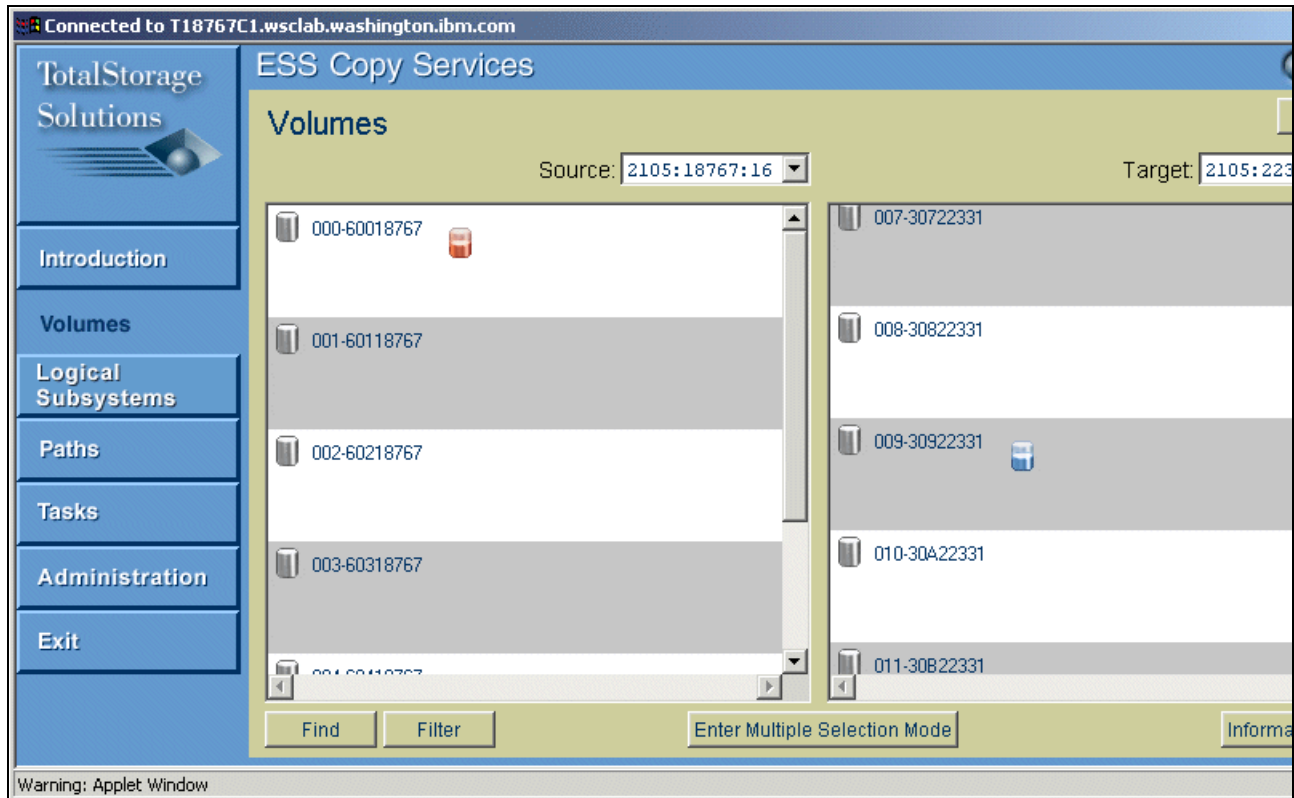 Connected to T18767C1.wsclab.washington.ibm.com
TotalStorage
Solutions
ESS Copy Services
Volumes
Source: 2105:18767:16
Target: 2105:223
Introduction
Volumes
Logical
Subsystems
Paths
Tasks
Administration
Exit
000-60018767
001-60118767
002-60218767
003-60318767
007-30722331
008-30822331
009-30922331
010-30A22331
011-30B22331
Find
Filter
Enter Multiple Selection Mode
Informa
Warning: Applet Window